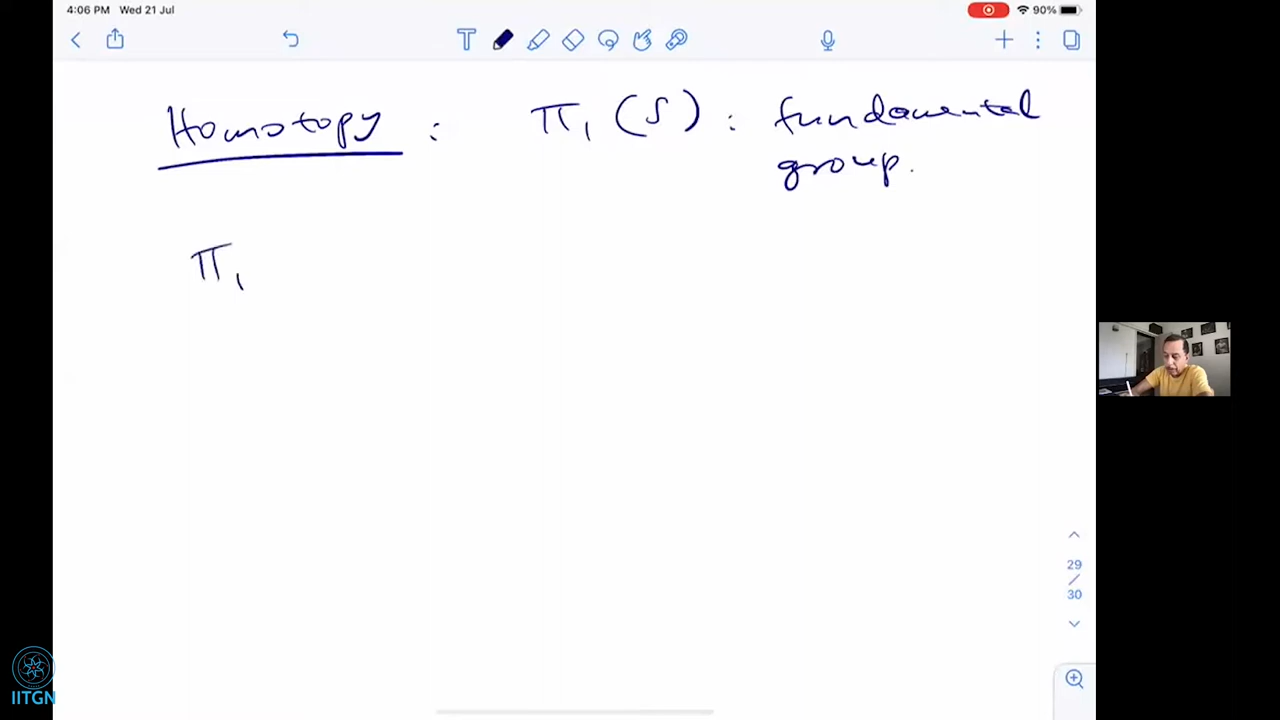 4:06 PM Wed 21 Jul
90%
Homotopy : π₁ (S) : fundamental
group.
π₁
29
/
30
IITGN